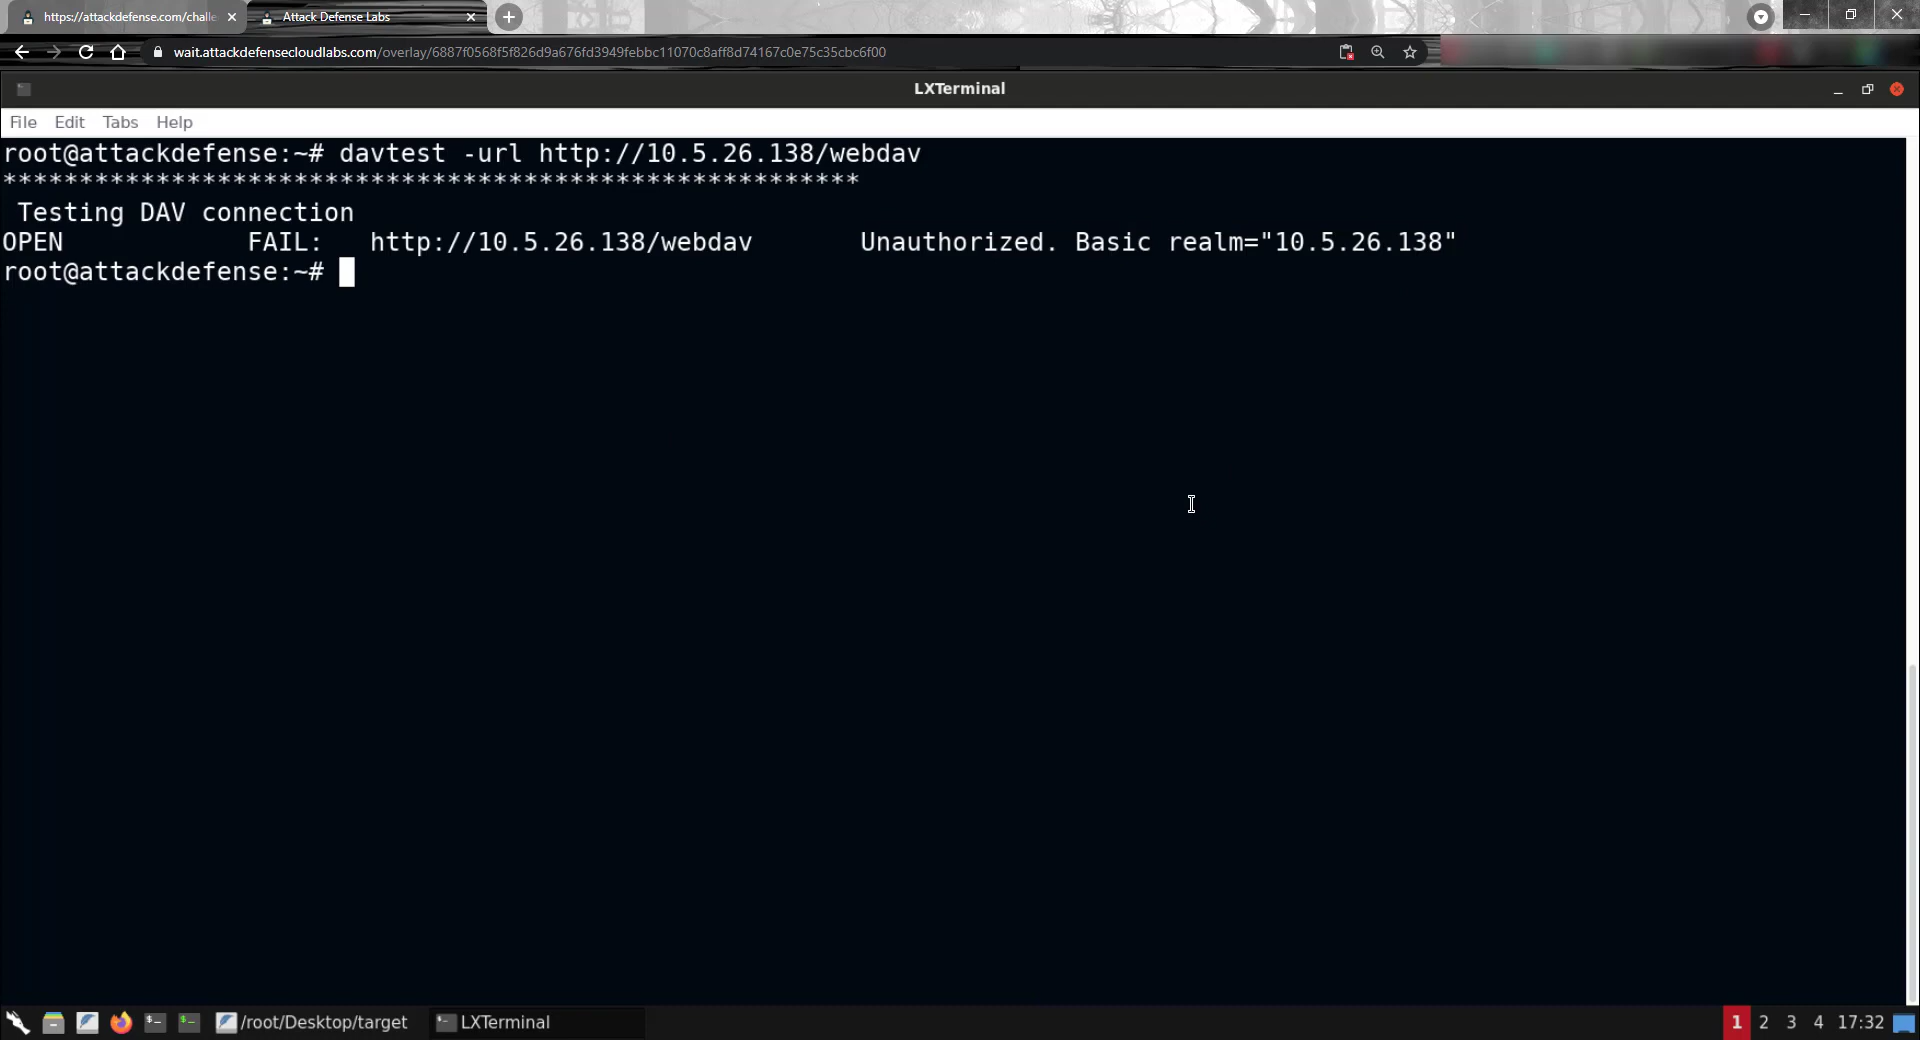 https://attackdefense.com/challe
Attack Defense Labs
wait.attackdefensecloudlabs.com/overlay/6887f0568f5f826d9a676fd3949febbc11070c8aff8d74167c0e75c35cbc6f00
LXTerminal
File Edit Tabs Help
root@attackdefense:~# davtest -url http://10.5.26.138/webdav
********************************************************
Testing DAV connection
OPEN FAIL: http://10.5.26.138/webdav Unauthorized. Basic realm="10.5.26.138"
root@attackdefense:~#
/root/Desktop/target LXTerminal 1 2 3 4 17:32